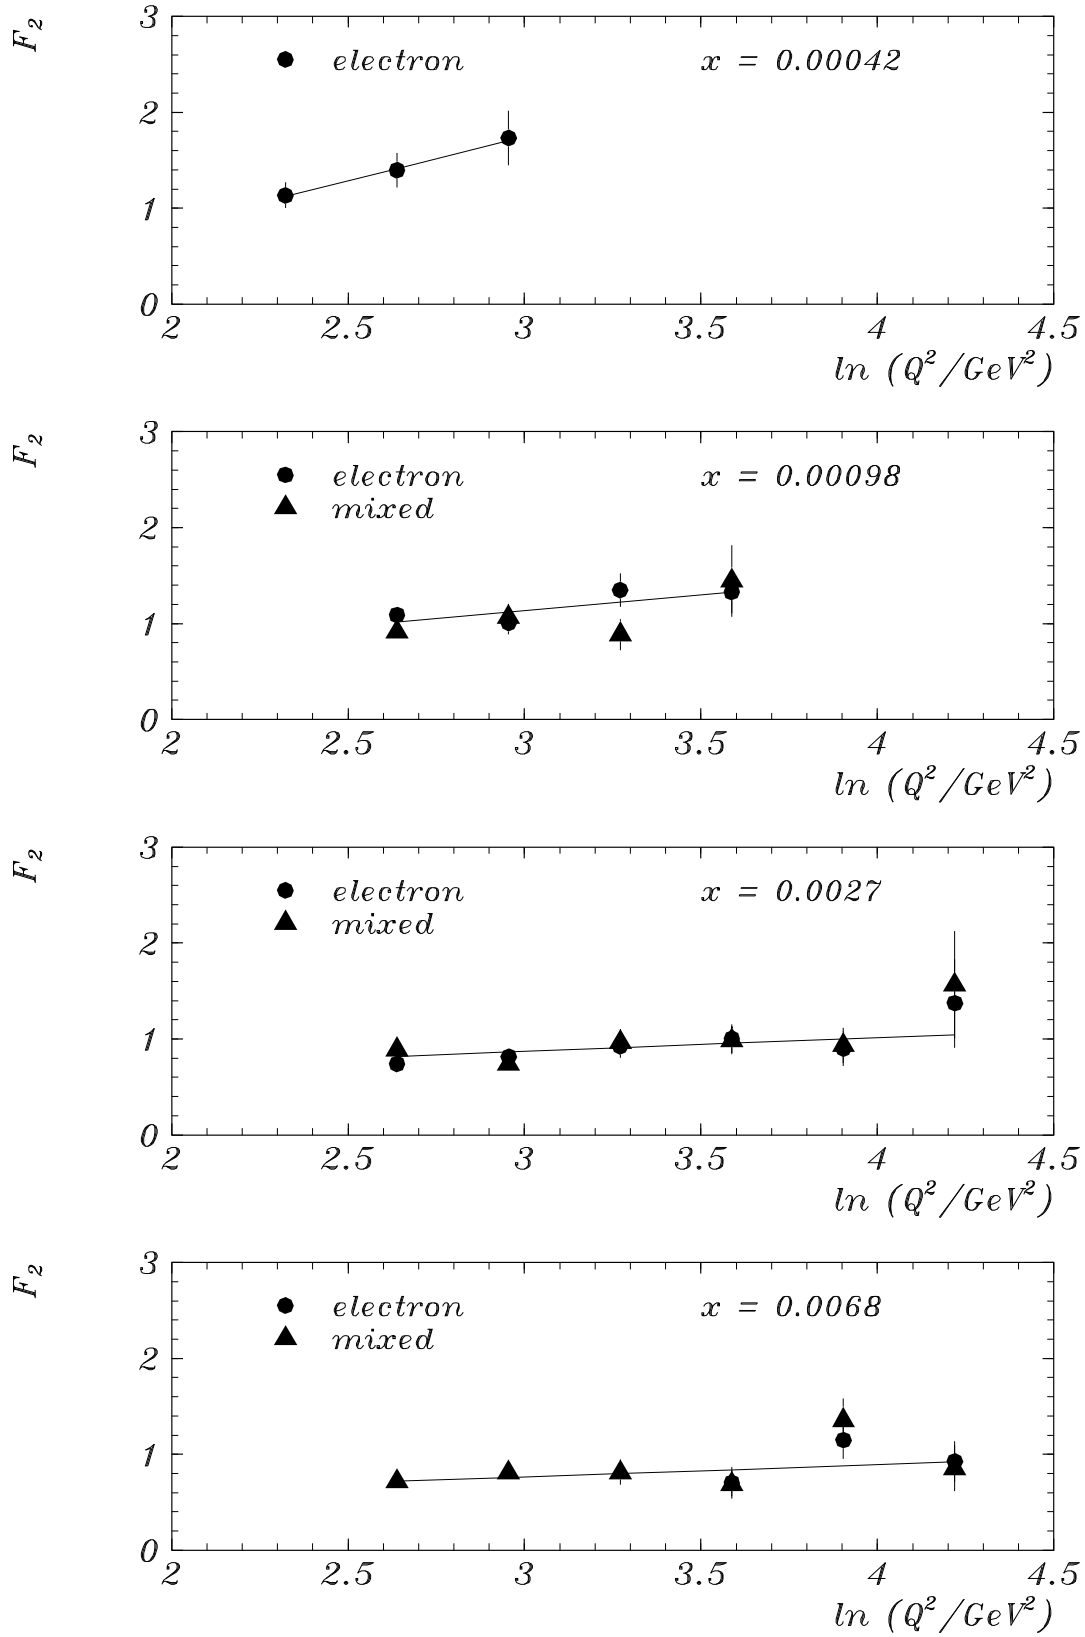 F₂
3
electron x = 0.00042
2
1
0
2 2.5 3 3.5 4 4.5
ln (Q²/GeV²)
F₂
3
electron x = 0.00098
mixed
2
1
0
2 2.5 3 3.5 4 4.5
ln (Q²/GeV²)
F₂
3
electron x = 0.0027
mixed
2
1
0
2 2.5 3 3.5 4 4.5
ln (Q²/GeV²)
F₂
3
electron x = 0.0068
mixed
2
1
0
2 2.5 3 3.5 4 4.5
ln (Q²/GeV²)